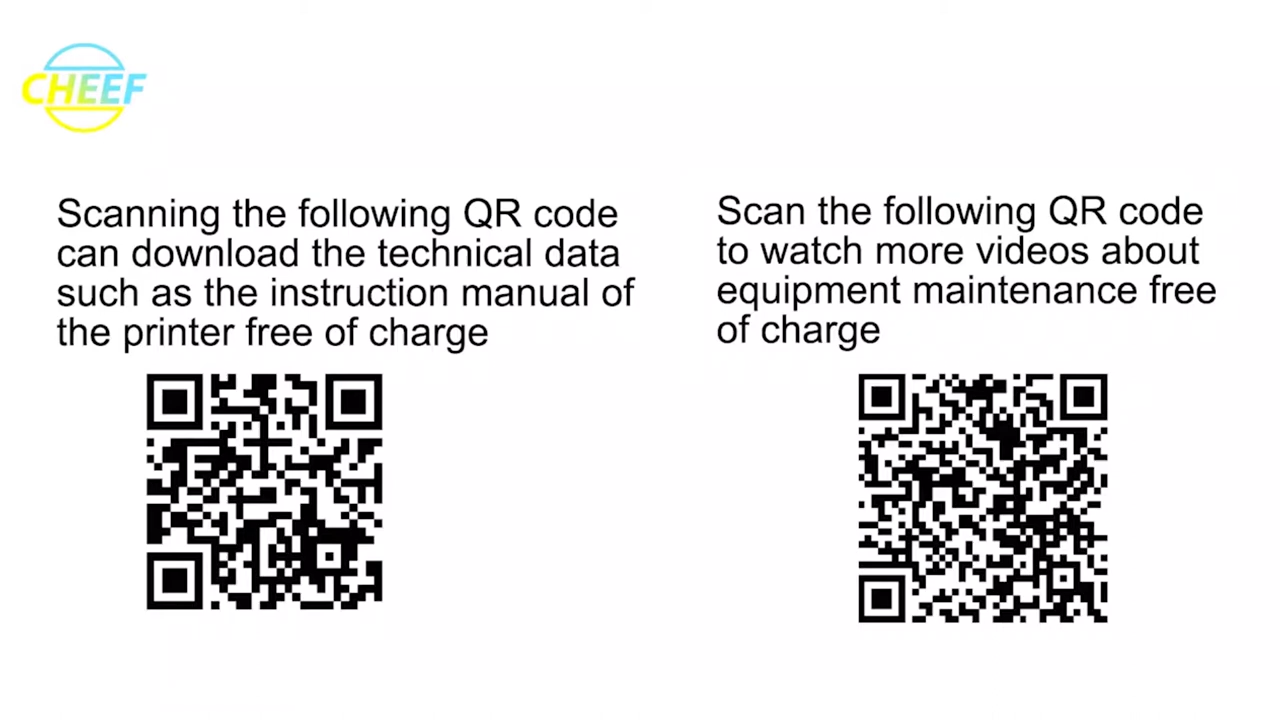 CHEEF
Scanning the following QR code
can download the technical data
such as the instruction manual of
the printer free of charge
Scan the following QR code
to watch more videos about
equipment maintenance free
of charge